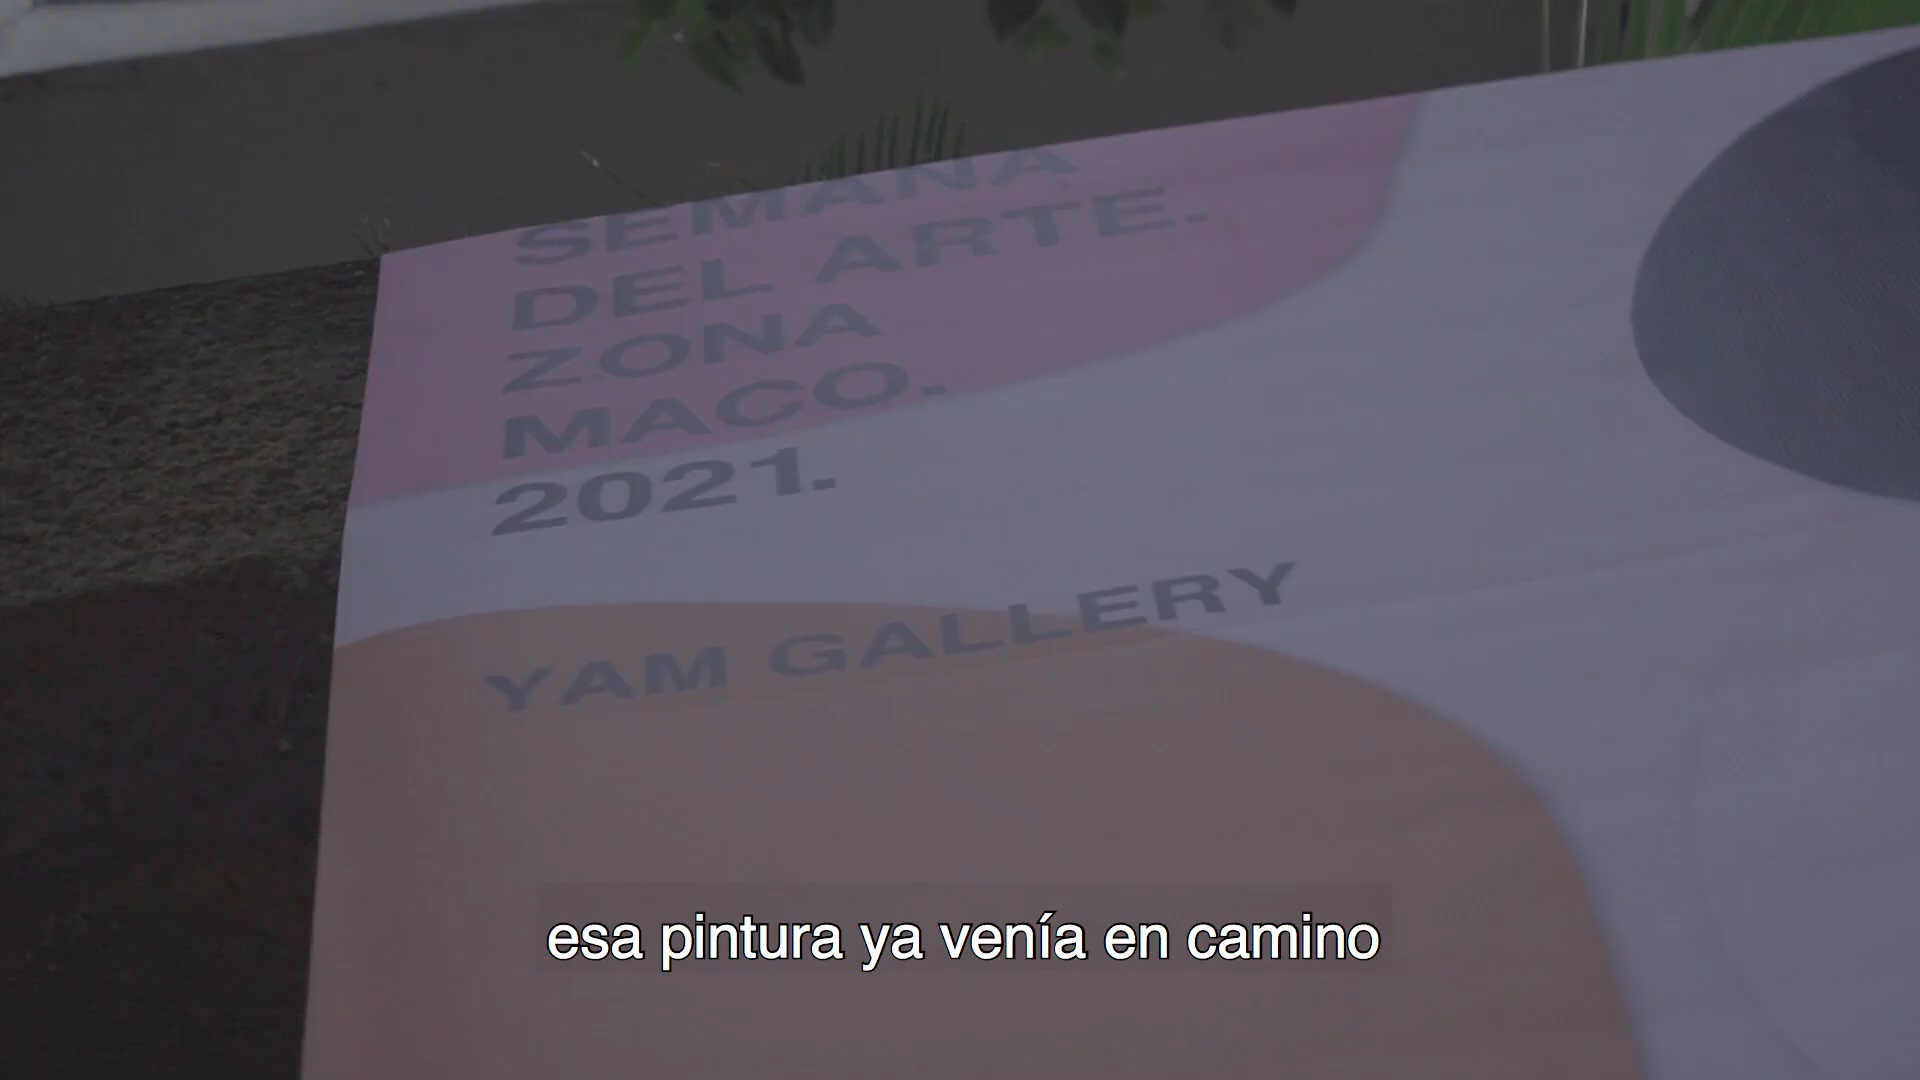 SEMANA
DEL ARTE.
ZONA
MACO.
2021.
YAM GALLERY
esa pintura ya venía en camino